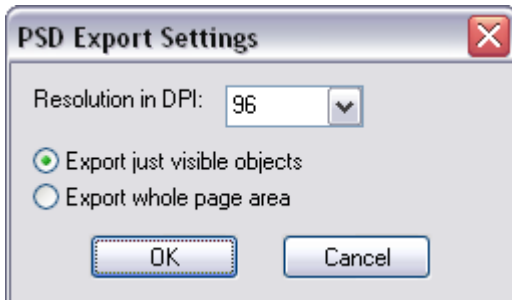 PSD Export Settings
Resolution in DPI: 96
Export just visible objects
Export whole page area
OK Cancel